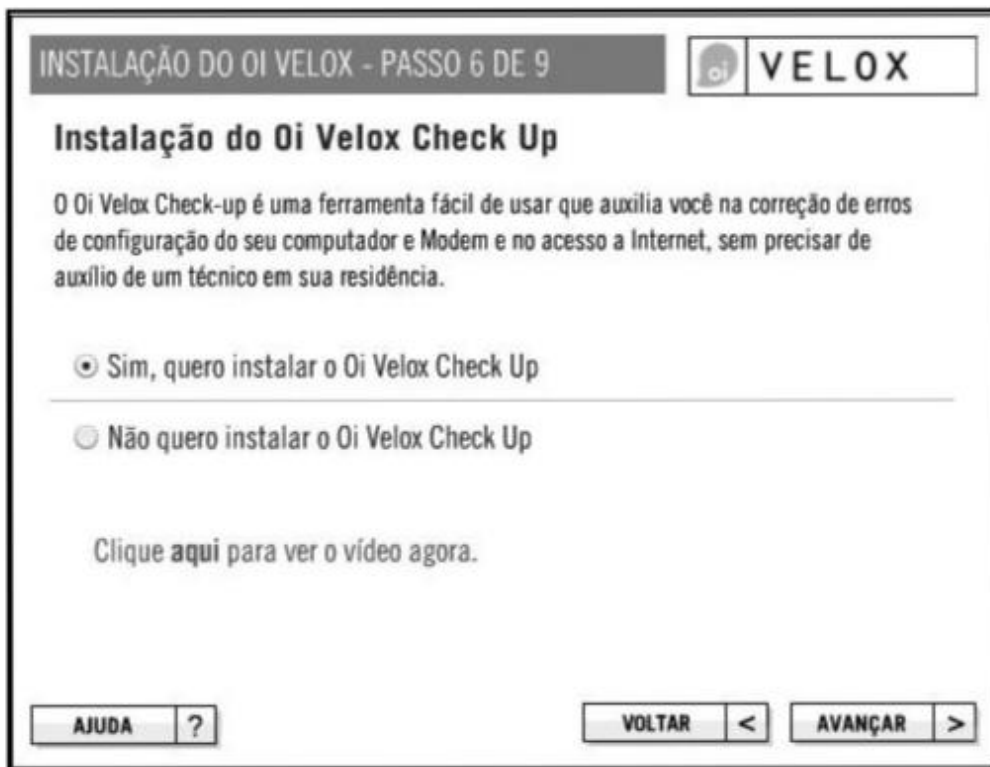 INSTALAÇÃO DO OI VELOX - PASSO 6 DE 9
oi VELOX
Instalação do Oi Velox Check Up
O Oi Velox Check-up é uma ferramenta fácil de usar que auxilia você na correção de erros
de configuração do seu computador e Modem e no acesso a Internet, sem precisar de
auxílio de um técnico em sua residência.
Sim, quero instalar o Oi Velox Check Up
Não quero instalar o Oi Velox Check Up
Clique aqui para ver o vídeo agora.
AJUDA ?
VOLTAR < AVANÇAR >